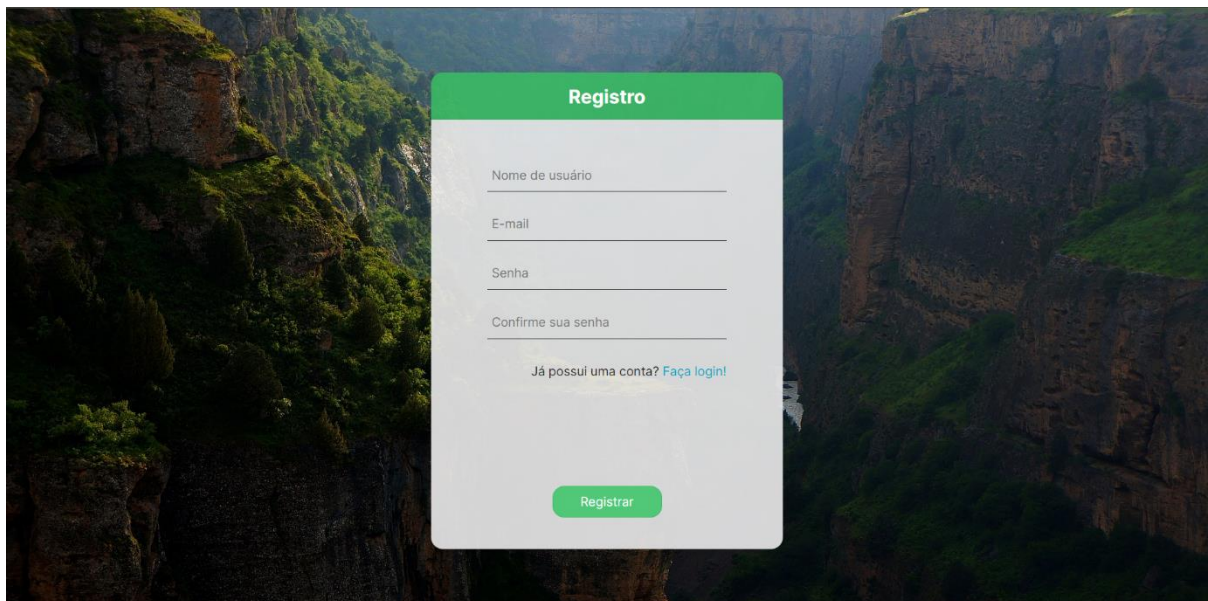 Registro
Nome de usuário
E-mail
Senha
Confirme sua senha
Já possui uma conta? Faça login!
Registrar